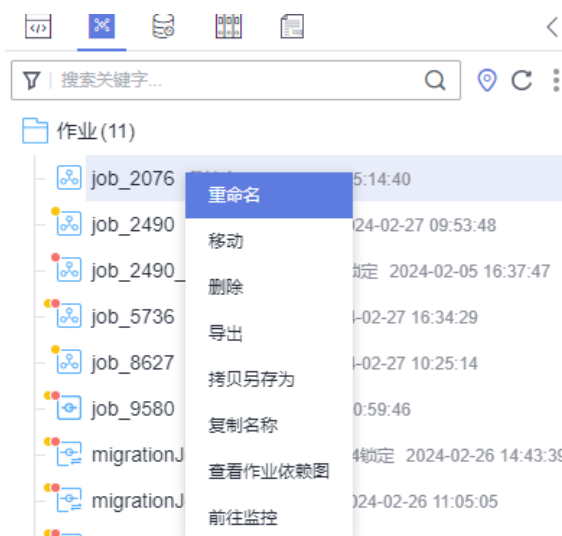 搜索关键字...
作业 (11)
job_2076 5:14:40
重命名
job_2490 24-02-27 09:53:48
移动
job_2490_ 锁定 2024-02-05 16:37:47
删除
job_5736 -02-27 16:34:29
导出
job_8627 -02-27 10:25:14
拷贝另存为
job_9580 0:59:46
复制名称
migrationJ 4锁定 2024-02-26 14:43:39
查看作业依赖图
migrationJ 024-02-26 11:05:05
前往监控